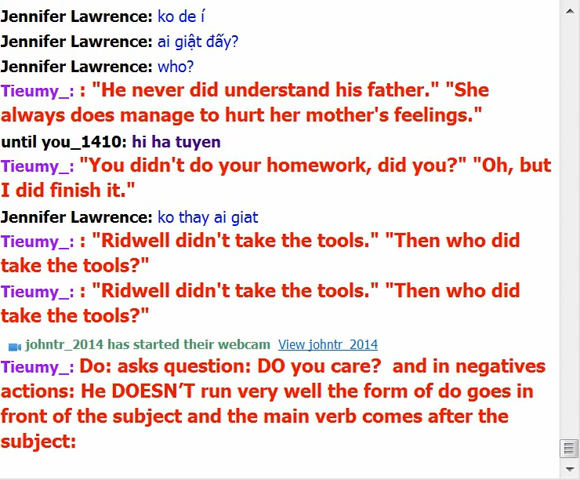 Jennifer Lawrence: ko de í
Jennifer Lawrence: ai giật đấy?
Jennifer Lawrence: who?
Tieumy_: : "He never did understand his father." "She
always does manage to hurt her mother's feelings."
until you_1410: hi ha tuyen
Tieumy_: "You didn't do your homework, did you?" "Oh, but
I did finish it."
Jennifer Lawrence: ko thay ai giat
Tieumy_: : "Ridwell didn't take the tools." "Then who did
take the tools?"
Tieumy_: : "Ridwell didn't take the tools." "Then who did
take the tools?"
johntr_2014 has started their webcam View johntr_2014
Tieumy_: Do: asks question: DO you care? and in negatives
actions: He DOESN’T run very well the form of do goes in
front of the subject and the main verb comes after the
subject: